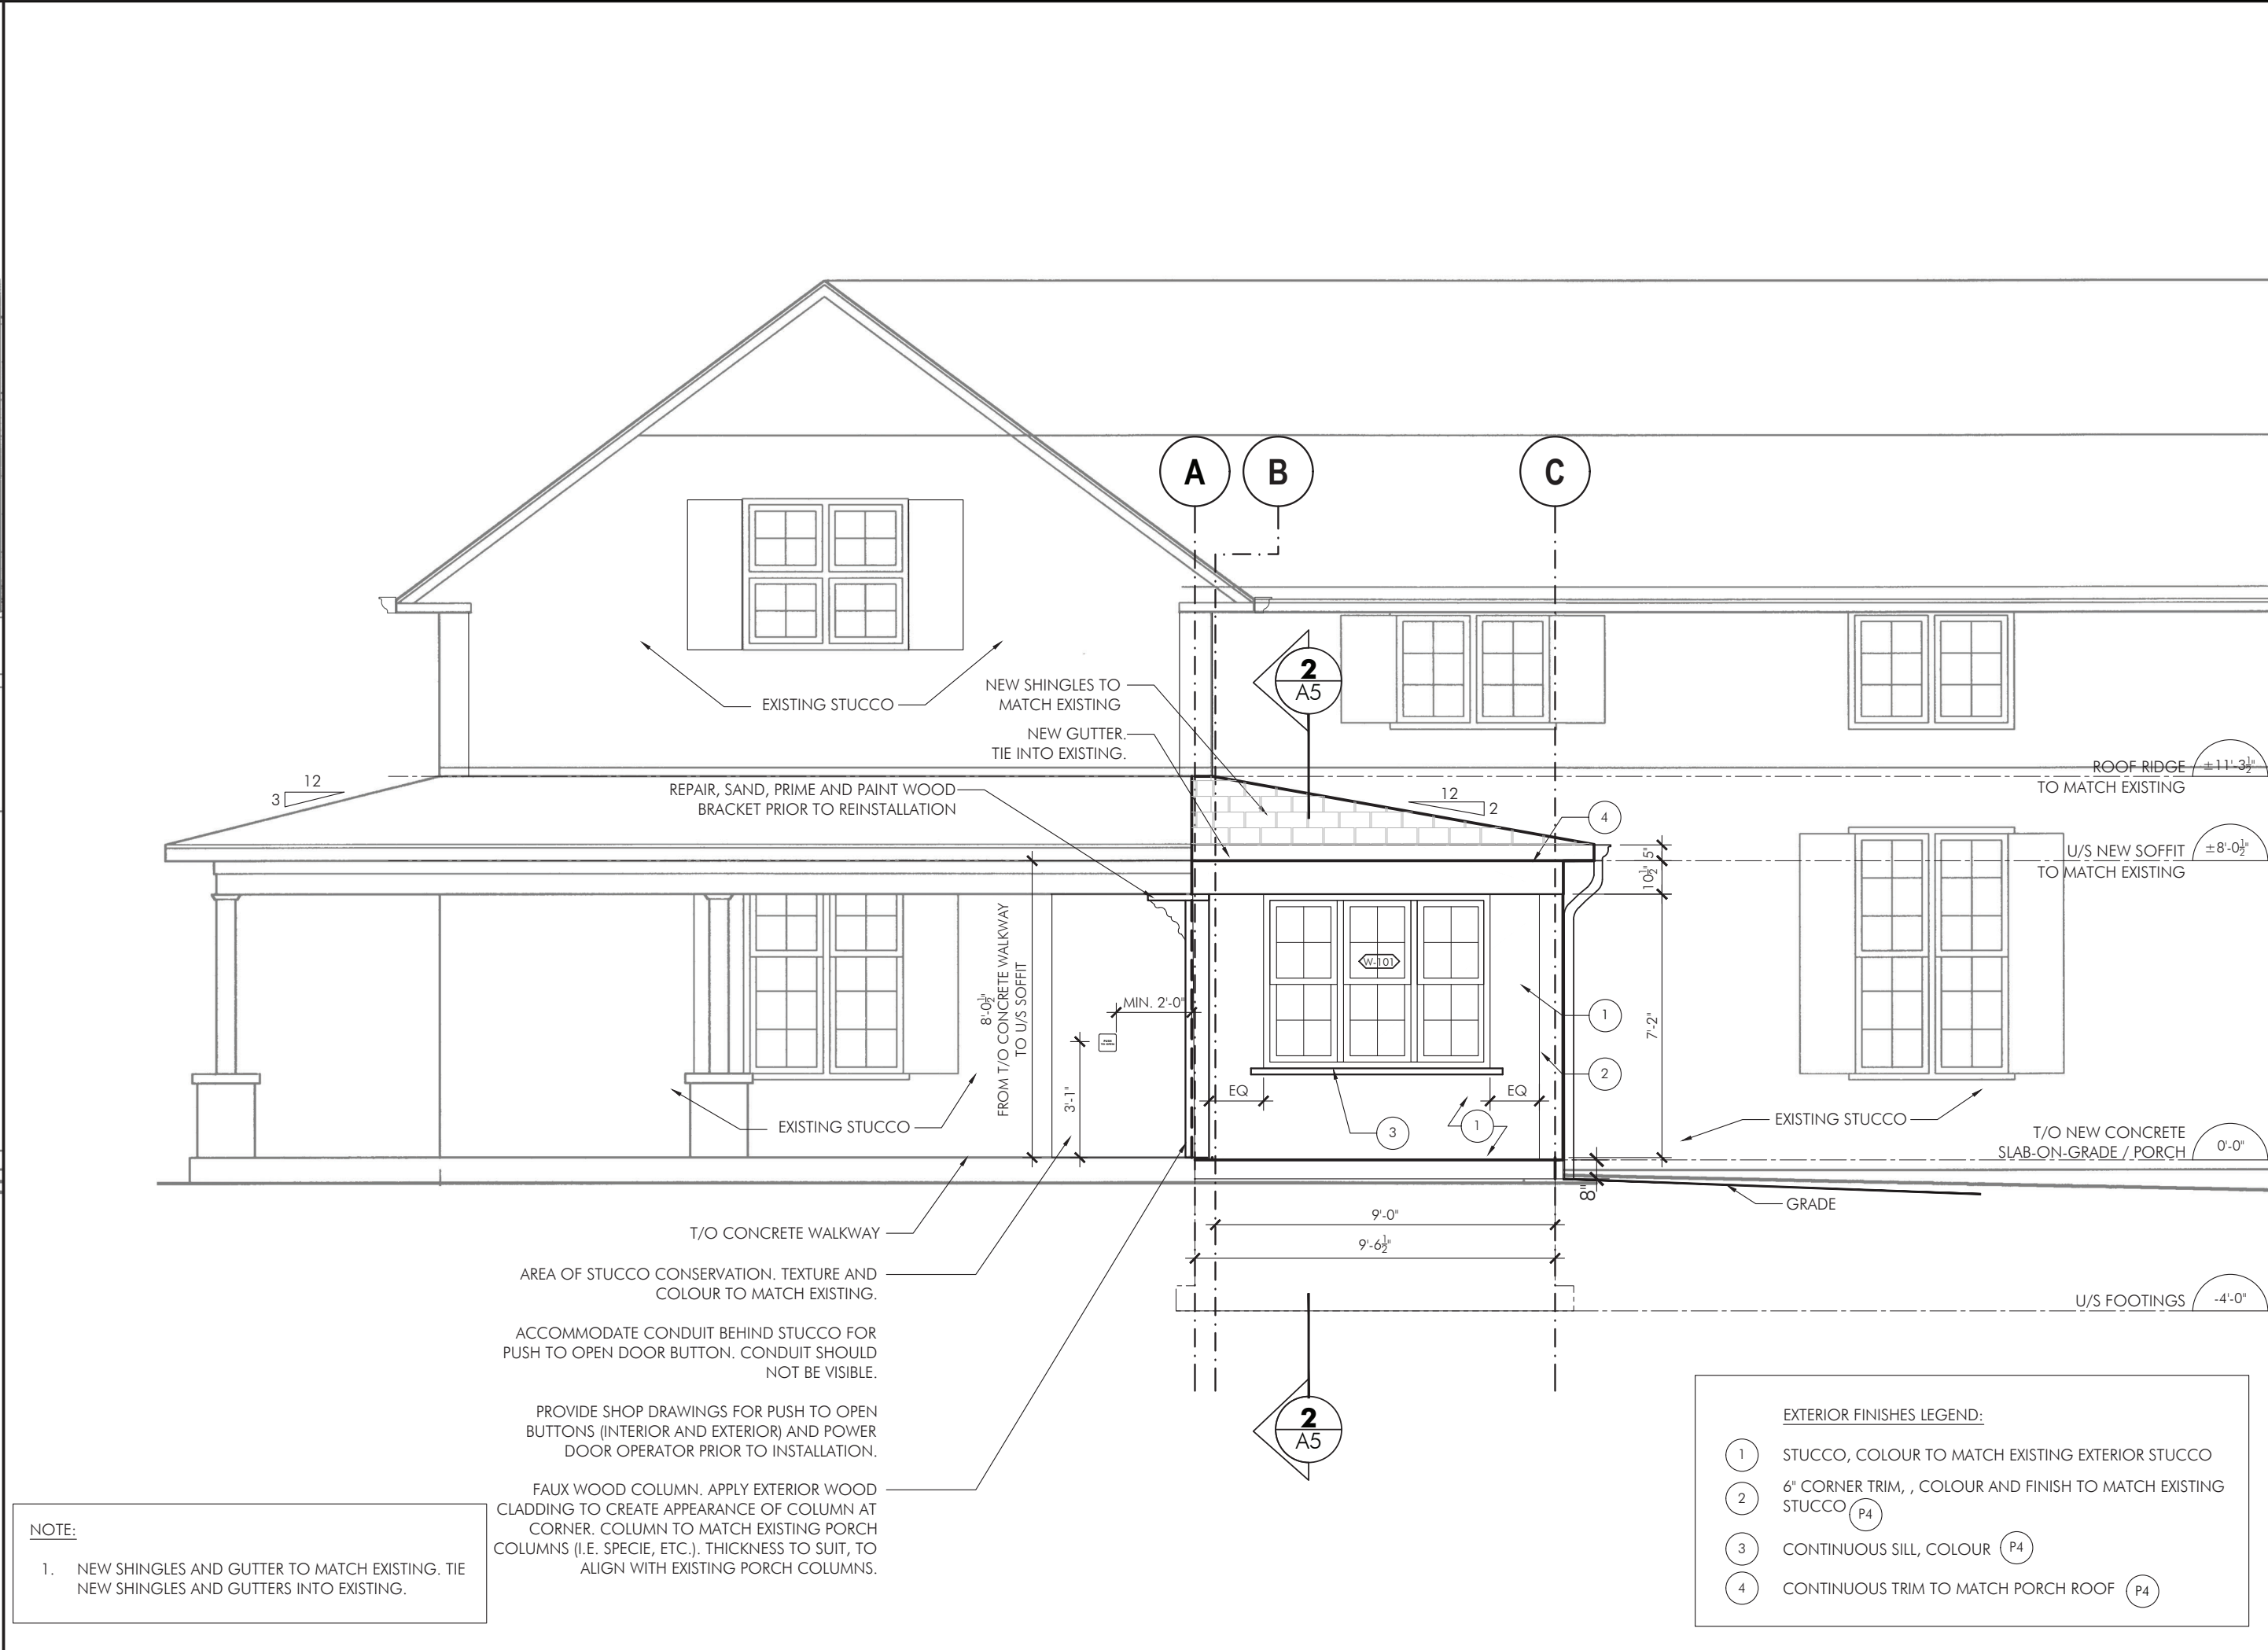 A
B
C
2
A5
EXISTING STUCCO
NEW SHINGLES TO
MATCH EXISTING
NEW GUTTER.
TIE INTO EXISTING.
REPAIR, SAND, PRIME AND PAINT WOOD
BRACKET PRIOR TO REINSTALLATION
12
3
12
2
4
ROOF RIDGE
TO MATCH EXISTING
±11'-3½"
U/S NEW SOFFIT
TO MATCH EXISTING
±8'-0½"
5"
10½"
7'-2"
8'-0½"
FROM T/O CONCRETE WALKWAY
TO U/S SOFFIT
MIN. 2'-0"
3'-1"
W-101
1
2
EQ
EQ
3
1
EXISTING STUCCO
EXISTING STUCCO
T/O NEW CONCRETE
SLAB-ON-GRADE / PORCH
0'-0"
8"
GRADE
9'-0"
9'-6½"
U/S FOOTINGS
-4'-0"
2
A5
T/O CONCRETE WALKWAY
AREA OF STUCCO CONSERVATION. TEXTURE AND
COLOUR TO MATCH EXISTING.
ACCOMMODATE CONDUIT BEHIND STUCCO FOR
PUSH TO OPEN DOOR BUTTON. CONDUIT SHOULD
NOT BE VISIBLE.
PROVIDE SHOP DRAWINGS FOR PUSH TO OPEN
BUTTONS (INTERIOR AND EXTERIOR) AND POWER
DOOR OPERATOR PRIOR TO INSTALLATION.
FAUX WOOD COLUMN. APPLY EXTERIOR WOOD
CLADDING TO CREATE APPEARANCE OF COLUMN AT
CORNER. COLUMN TO MATCH EXISTING PORCH
COLUMNS (I.E. SPECIE, ETC.). THICKNESS TO SUIT, TO
ALIGN WITH EXISTING PORCH COLUMNS.
NOTE:
1. NEW SHINGLES AND GUTTER TO MATCH EXISTING. TIE
NEW SHINGLES AND GUTTERS INTO EXISTING.
EXTERIOR FINISHES LEGEND:
1 STUCCO, COLOUR TO MATCH EXISTING EXTERIOR STUCCO
2 6" CORNER TRIM, , COLOUR AND FINISH TO MATCH EXISTING
STUCCO P4
3 CONTINUOUS SILL, COLOUR P4
4 CONTINUOUS TRIM TO MATCH PORCH ROOF P4